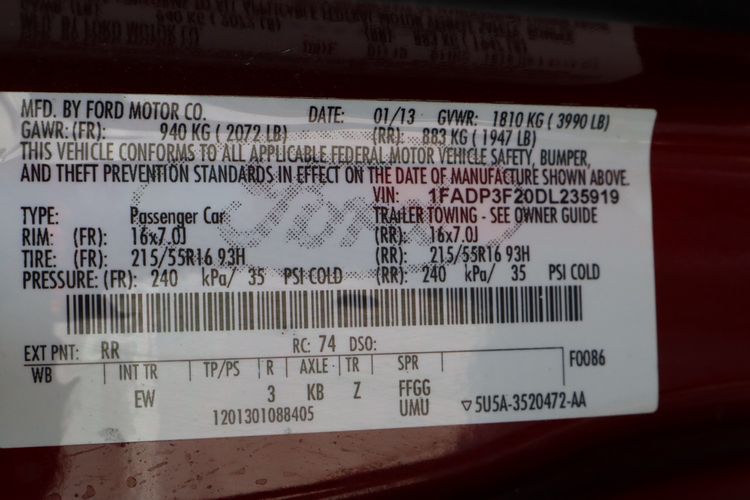 MFD. BY FORD MOTOR CO. DATE: 01/13 GVWR: 1810 KG ( 3990 LB)
GAWR: (FR): 940 KG ( 2072 LB) (RR): 883 KG ( 1947 LB)
THIS VEHICLE CONFORMS TO ALL APPLICABLE FEDERAL MOTOR VEHICLE SAFETY, BUMPER,
AND THEFT PREVENTION STANDARDS IN EFFECT ON THE DATE OF MANUFACTURE SHOWN ABOVE.
VIN: 1FADP3F20DL235919
TYPE: Passenger Car TRAILER TOWING - SEE OWNER GUIDE
RIM: (FR): 16x7.0J (RR): 16x7.0J
TIRE: (FR): 215/55R16 93H (RR): 215/55R16 93H
PRESSURE: (FR): 240 kPa/ 35 PSI COLD (RR): 240 kPa/ 35 PSI COLD
Ford
EXT PNT: RR RC: 74 DSO:
WB INT TR TP/PS R AXLE TR SPR F0086
EW 3 KB Z FFGG
UMU
1201301088405 ▽5U5A-3520472-AA